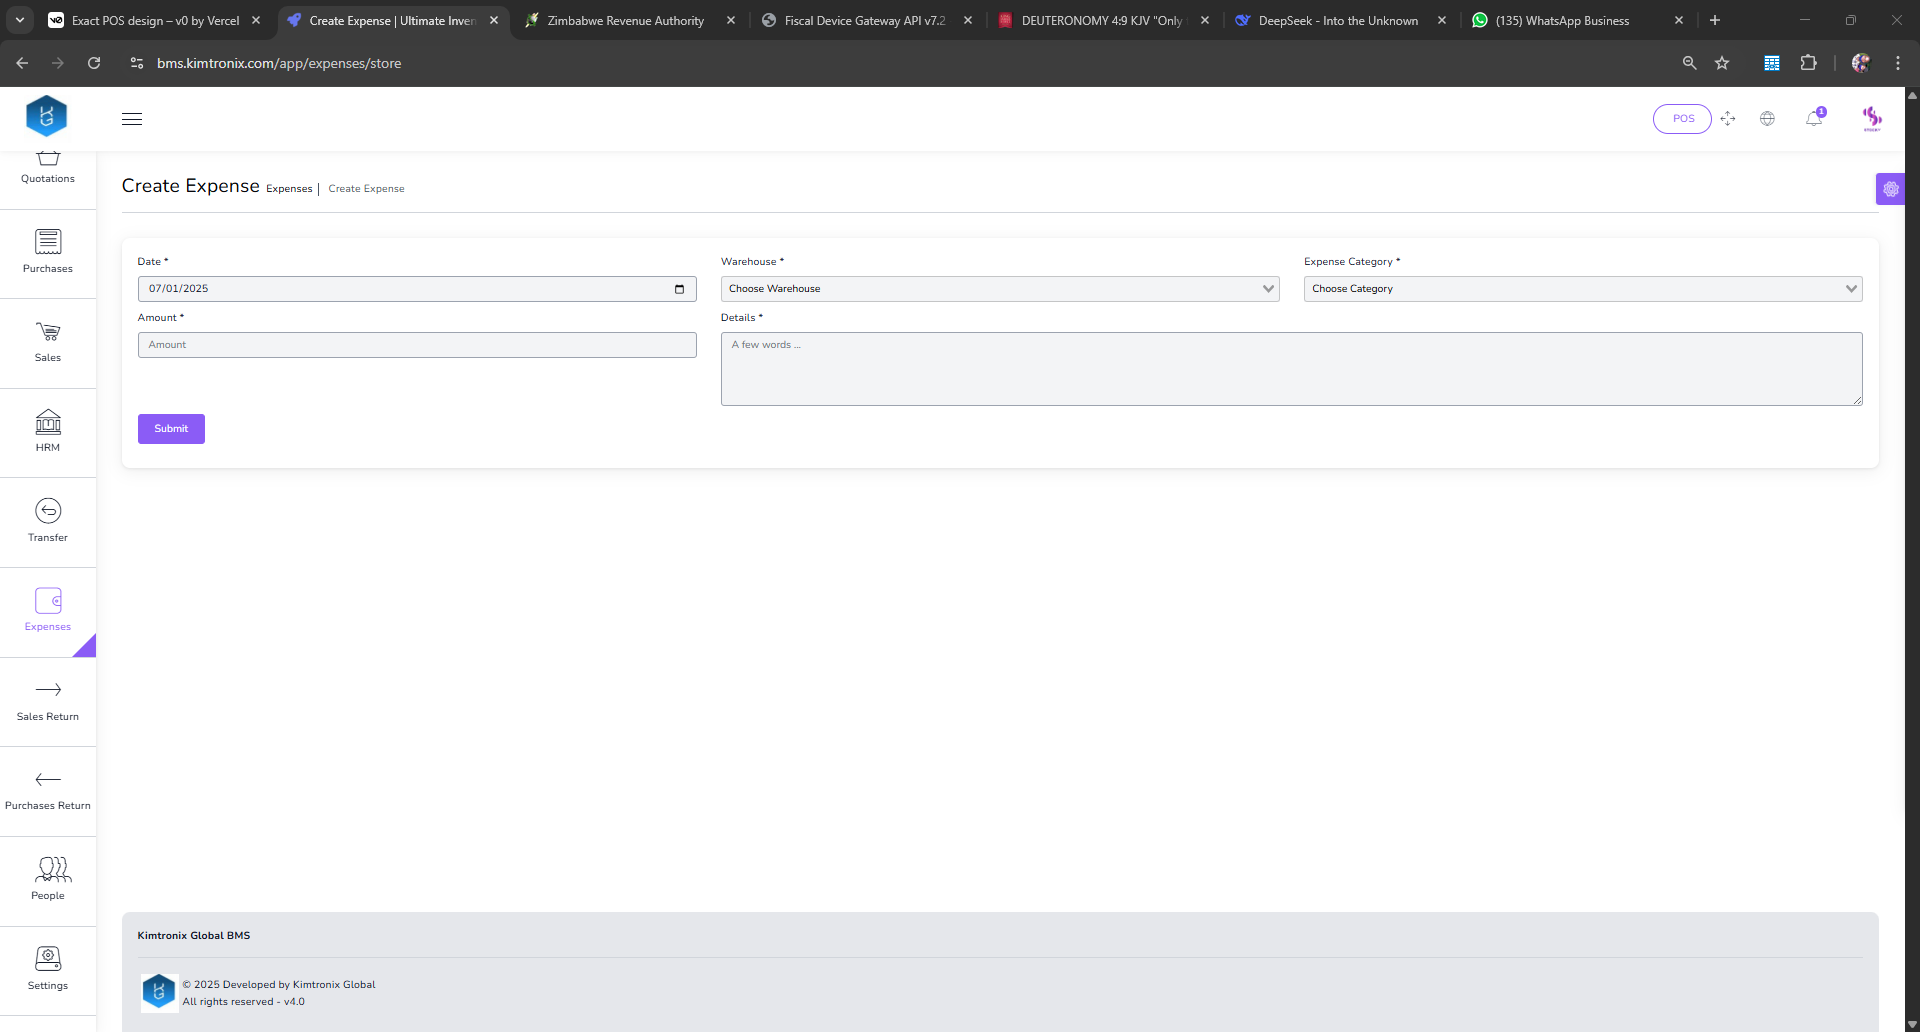 Exact POS design – v0 by Vercel
Create Expense | Ultimate Inven
Zimbabwe Revenue Authority
Fiscal Device Gateway API v7.2
DEUTERONOMY 4:9 KJV "Only
DeepSeek - Into the Unknown
(135) WhatsApp Business
bms.kimtronix.com/app/expenses/store
POS
1
Quotations
Purchases
Sales
HRM
Transfer
Expenses
Sales Return
Purchases Return
People
Settings
Create Expense Expenses | Create Expense
Date * Warehouse * Expense Category *
07/01/2025 Choose Warehouse Choose Category
Amount * Details *
Amount A few words ...
Submit
Kimtronix Global BMS
© 2025 Developed by Kimtronix Global
All rights reserved - v4.0